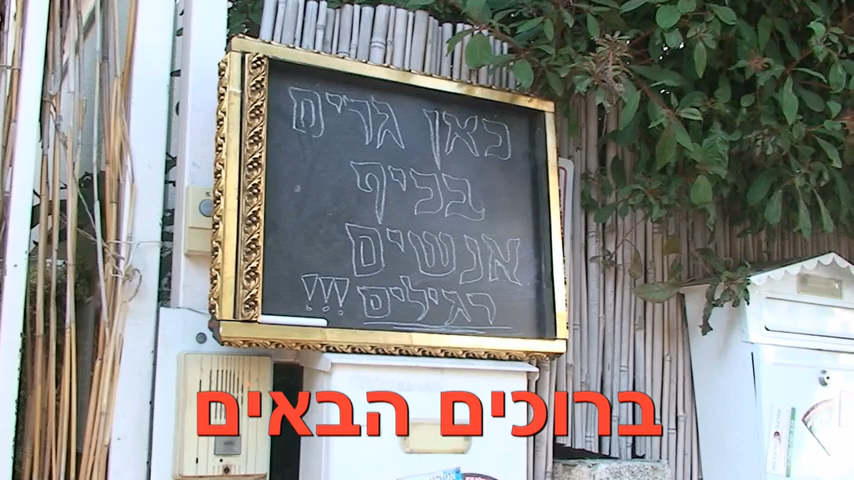 כאן גרים
בכיף
אנשים
רגילים!!!
ברוכים הבאים